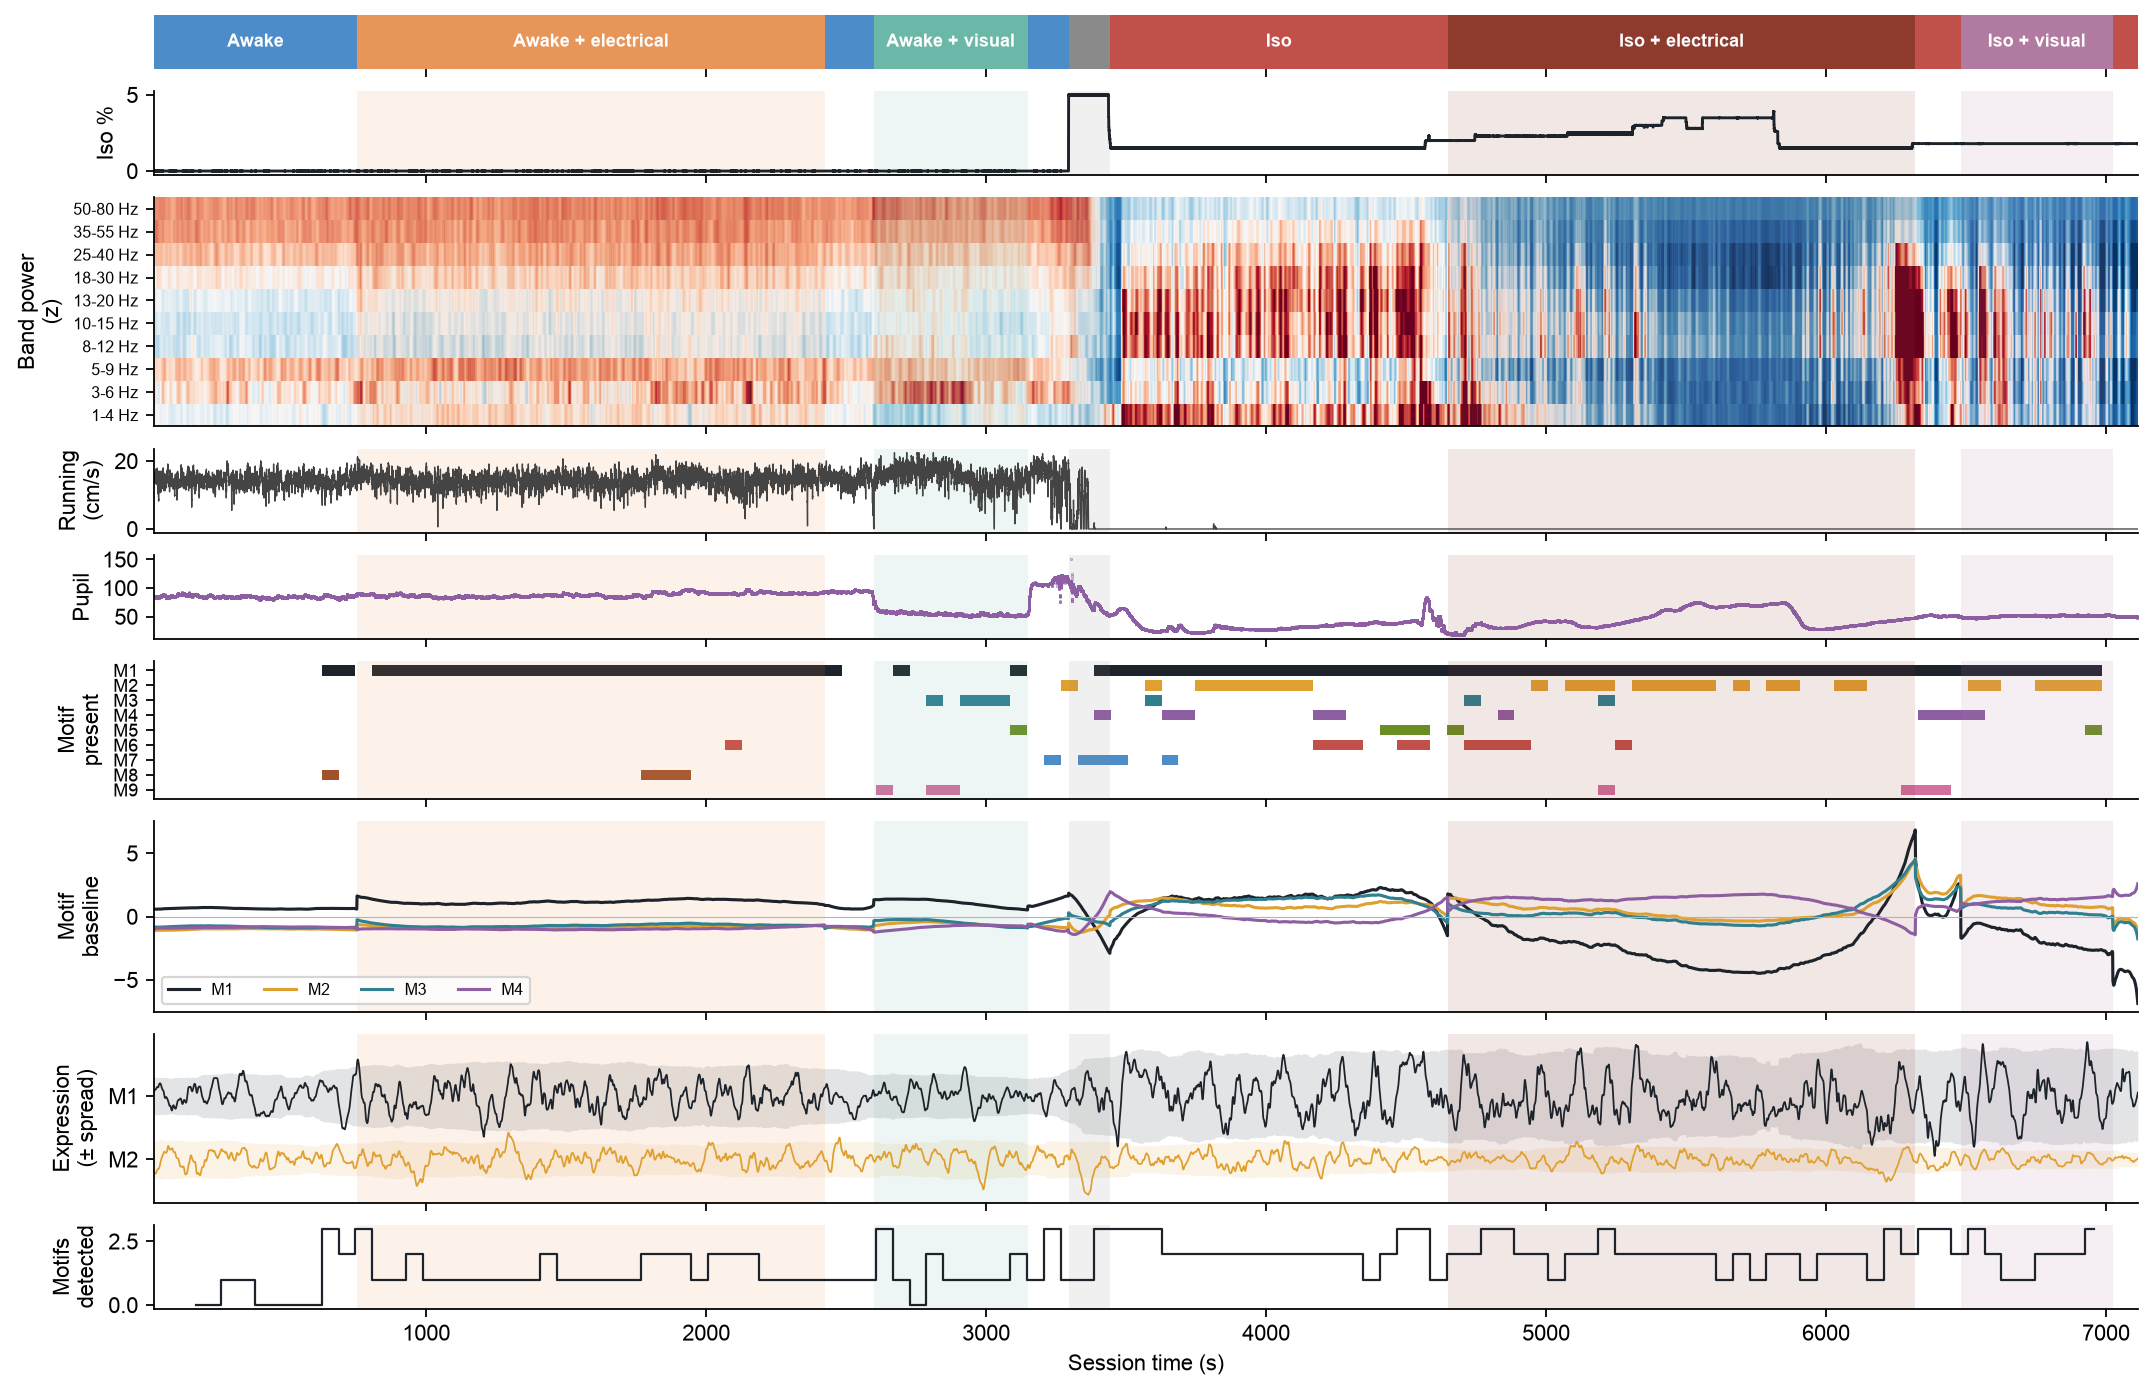 Awake
Awake + electrical
Awake + visual
Iso
Iso + electrical
Iso + visual
Iso %
5
0
Band power
(z)
50-80 Hz
35-55 Hz
25-40 Hz
18-30 Hz
13-20 Hz
10-15 Hz
8-12 Hz
5-9 Hz
3-6 Hz
1-4 Hz
Running
(cm/s)
20
0
Pupil
150
100
50
Motif
present
M1
M2
M3
M4
M5
M6
M7
M8
M9
Motif
baseline
5
0
−5
M1
M2
M3
M4
Expression
(± spread)
M1
M2
Motifs
detected
2.5
0.0
1000
2000
3000
4000
5000
6000
7000
Session time (s)